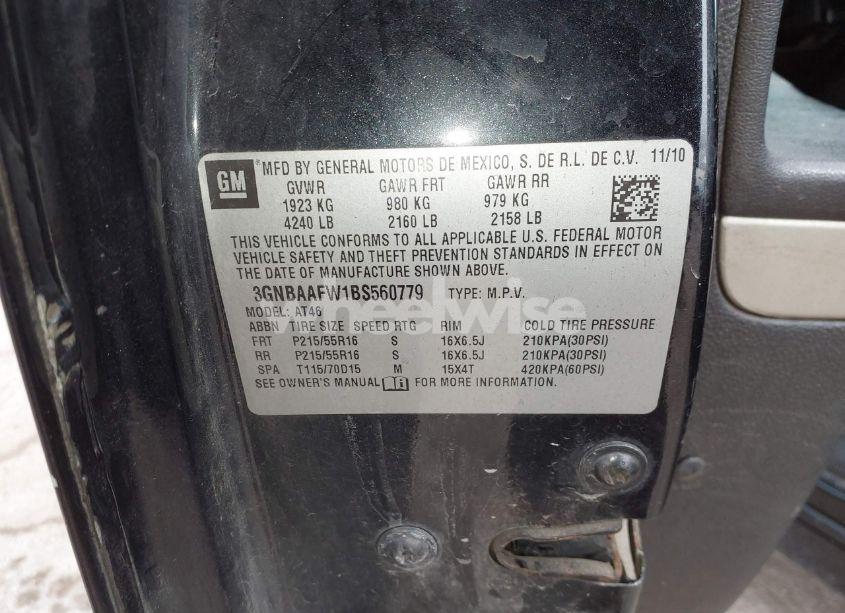 GM MFD BY GENERAL MOTORS DE MEXICO, S. DE R.L. DE C.V. 11/10
GVWR GAWR FRT GAWR RR
1923 KG 980 KG 979 KG
4240 LB 2160 LB 2158 LB
THIS VEHICLE CONFORMS TO ALL APPLICABLE U.S. FEDERAL MOTOR
VEHICLE SAFETY AND THEFT PREVENTION STANDARDS IN EFFECT ON
THE DATE OF MANUFACTURE SHOWN ABOVE.
3GNBAAFW1BS560779 TYPE: M.P.V.
wheelwise
MODEL: AT46
ABBN TIRE SIZE SPEED RTG RIM COLD TIRE PRESSURE
FRT P215/55R16 S 16X6.5J 210KPA(30PSI)
RR P215/55R16 S 16X6.5J 210KPA(30PSI)
SPA T115/70D15 M 15X4T 420KPA(60PSI)
SEE OWNER'S MANUAL FOR MORE INFORMATION.